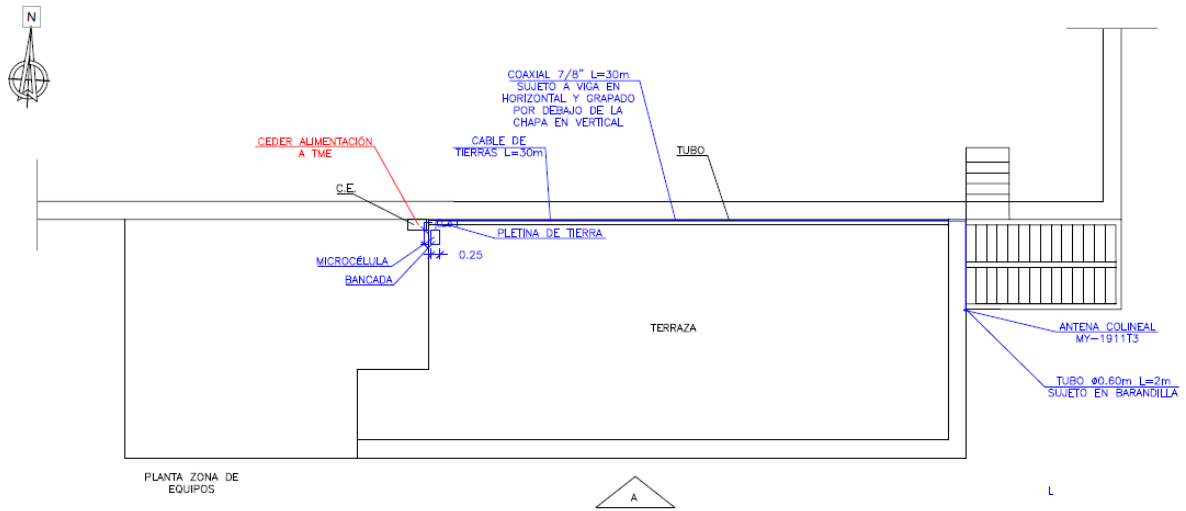 N
COAXIAL 7/8" L=30m
SUJETO A VIGA EN
HORIZONTAL Y GRAPADO
POR DEBAJO DE LA
CHAPA EN VERTICAL
CEDER ALIMENTACIÓN
A TME
CABLE DE
TIERRAS L=30m
TUBO
C.E.
PLETINA DE TIERRA
MICROCÉLULA
0.25
BANCADA
TERRAZA
ANTENA COLINEAL
MY-1911T3
TUBO ø0.60m L=2m
SUJETO EN BARANDILLA
PLANTA ZONA DE
EQUIPOS
A
L